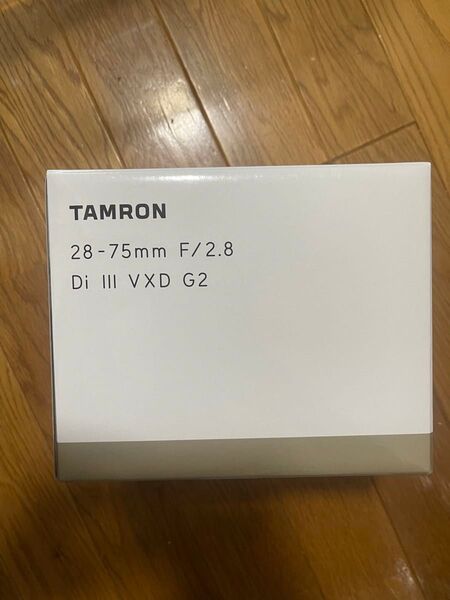 TAMRON
28-75mm F/2.8
Di III VXD G2